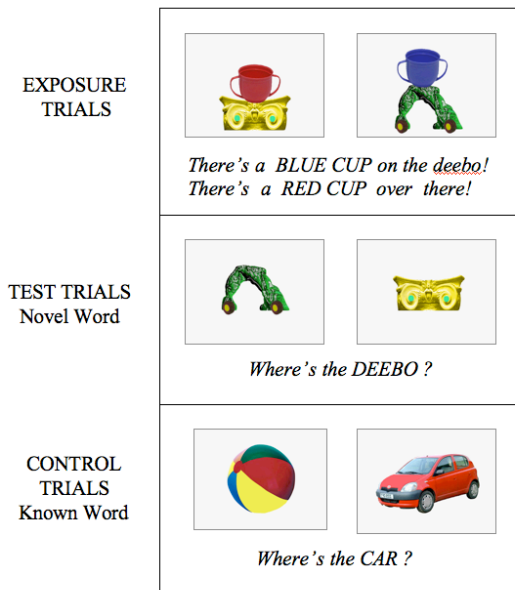 EXPOSURE
TRIALS
There's a BLUE CUP on the deebo!
There's a RED CUP over there!
TEST TRIALS
Novel Word
Where's the DEEBO ?
CONTROL
TRIALS
Known Word
Where's the CAR ?